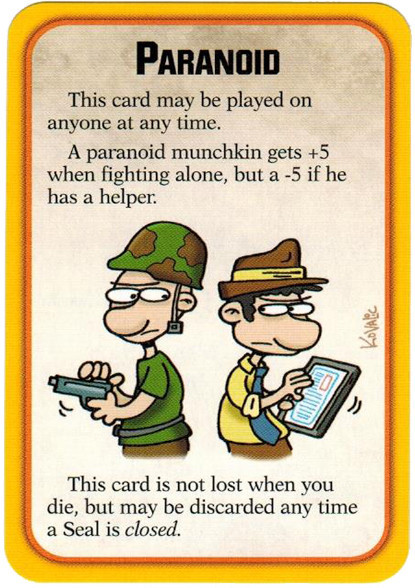 PARANOID
This card may be played on
anyone at any time.
A paranoid munchkin gets +5
when fighting alone, but a -5 if he
has a helper.
KOVALIC
This card is not lost when you
die, but may be discarded any time
a Seal is closed.